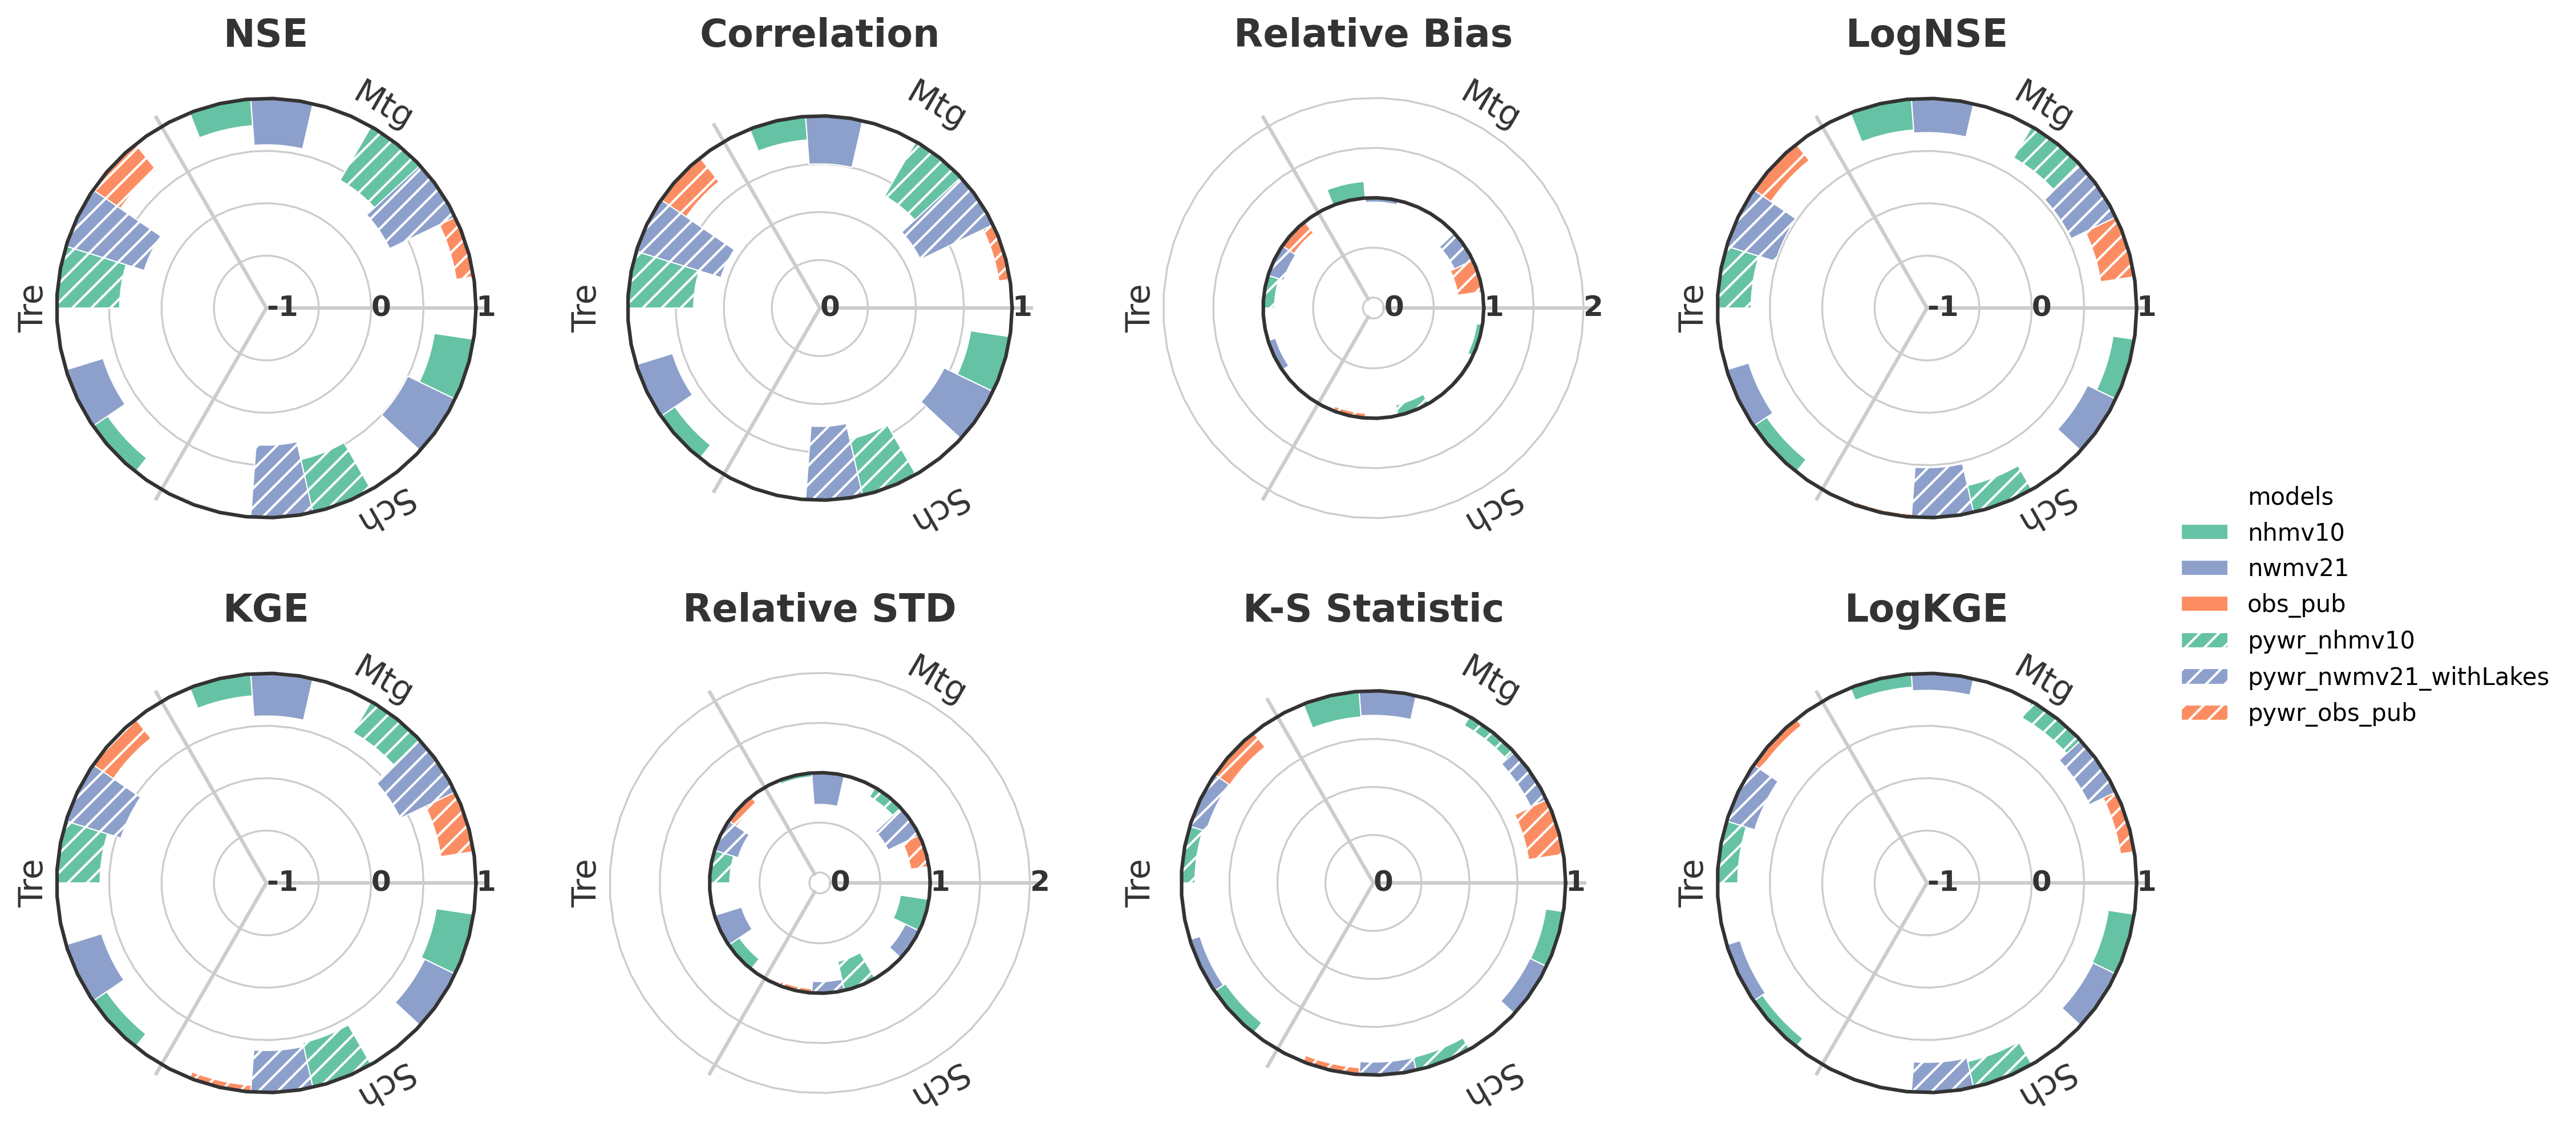 NSE
Correlation
Relative Bias
LogNSE
Mtg
Mtg
Mtg
Mtg
Tre
-1
0
1
Tre
0
1
Tre
0
1
2
Tre
-1
0
1
Sch
Sch
Sch
Sch
models
nhmv10
nwmv21
obs_pub
pywr_nhmv10
pywr_nwmv21_withLakes
pywr_obs_pub
KGE
Relative STD
K-S Statistic
LogKGE
Mtg
Mtg
Mtg
Mtg
Tre
-1
0
1
Tre
0
1
2
Tre
0
1
Tre
-1
0
1
Sch
Sch
Sch
Sch